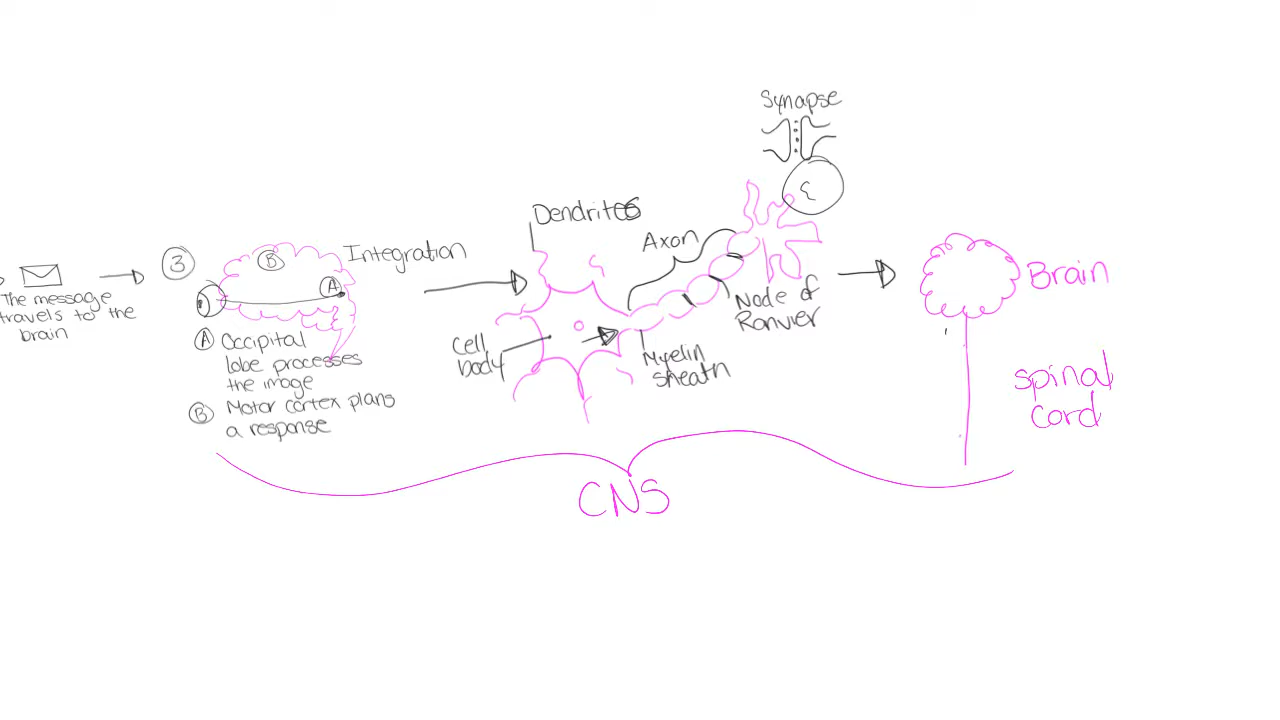 The message
travels to the
brain
3
B
Integration
A
A Occipital
lobe processes
the image
B Motor cortex plans
a response
Dendrites
Cell
body
Axon
Myelin
sheath
Node of
Ranvier
Synapse
Brain
spinal
cord
CNS